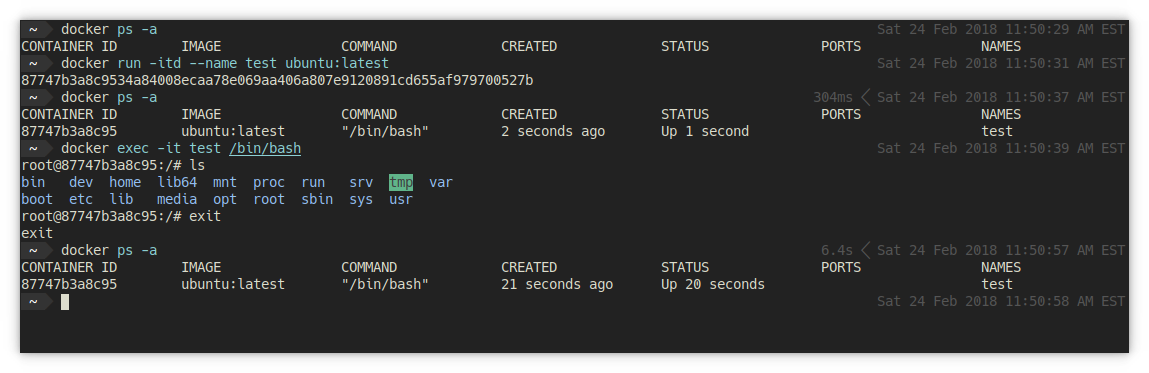 ~ docker ps -a Sat 24 Feb 2018 11:50:29 AM EST
CONTAINER ID IMAGE COMMAND CREATED STATUS PORTS NAMES
~ docker run -itd --name test ubuntu:latest Sat 24 Feb 2018 11:50:31 AM EST
87747b3a8c9534a84008ecaa78e069aa406a807e9120891cd655af979700527b
~ docker ps -a 304ms Sat 24 Feb 2018 11:50:37 AM EST
CONTAINER ID IMAGE COMMAND CREATED STATUS PORTS NAMES
87747b3a8c95 ubuntu:latest "/bin/bash" 2 seconds ago Up 1 second test
~ docker exec -it test /bin/bash Sat 24 Feb 2018 11:50:39 AM EST
root@87747b3a8c95:/# ls
bin dev home lib64 mnt proc run srv tmp var
boot etc lib media opt root sbin sys usr
root@87747b3a8c95:/# exit
exit
~ docker ps -a 6.4s Sat 24 Feb 2018 11:50:57 AM EST
CONTAINER ID IMAGE COMMAND CREATED STATUS PORTS NAMES
87747b3a8c95 ubuntu:latest "/bin/bash" 21 seconds ago Up 20 seconds test
~ Sat 24 Feb 2018 11:50:58 AM EST